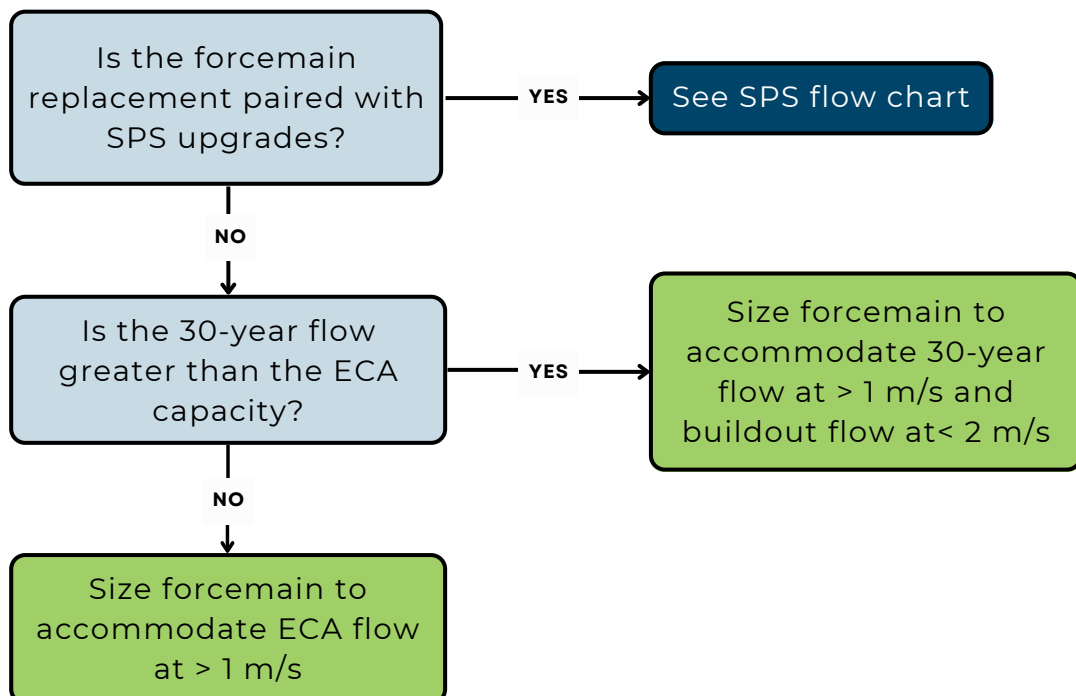 Is the forcemain
replacement paired with
SPS upgrades?
YES
See SPS flow chart
NO
Is the 30-year flow
greater than the ECA
capacity?
YES
Size forcemain to
accommodate 30-year
flow at > 1 m/s and
buildout flow at< 2 m/s
NO
Size forcemain to
accommodate ECA flow
at > 1 m/s